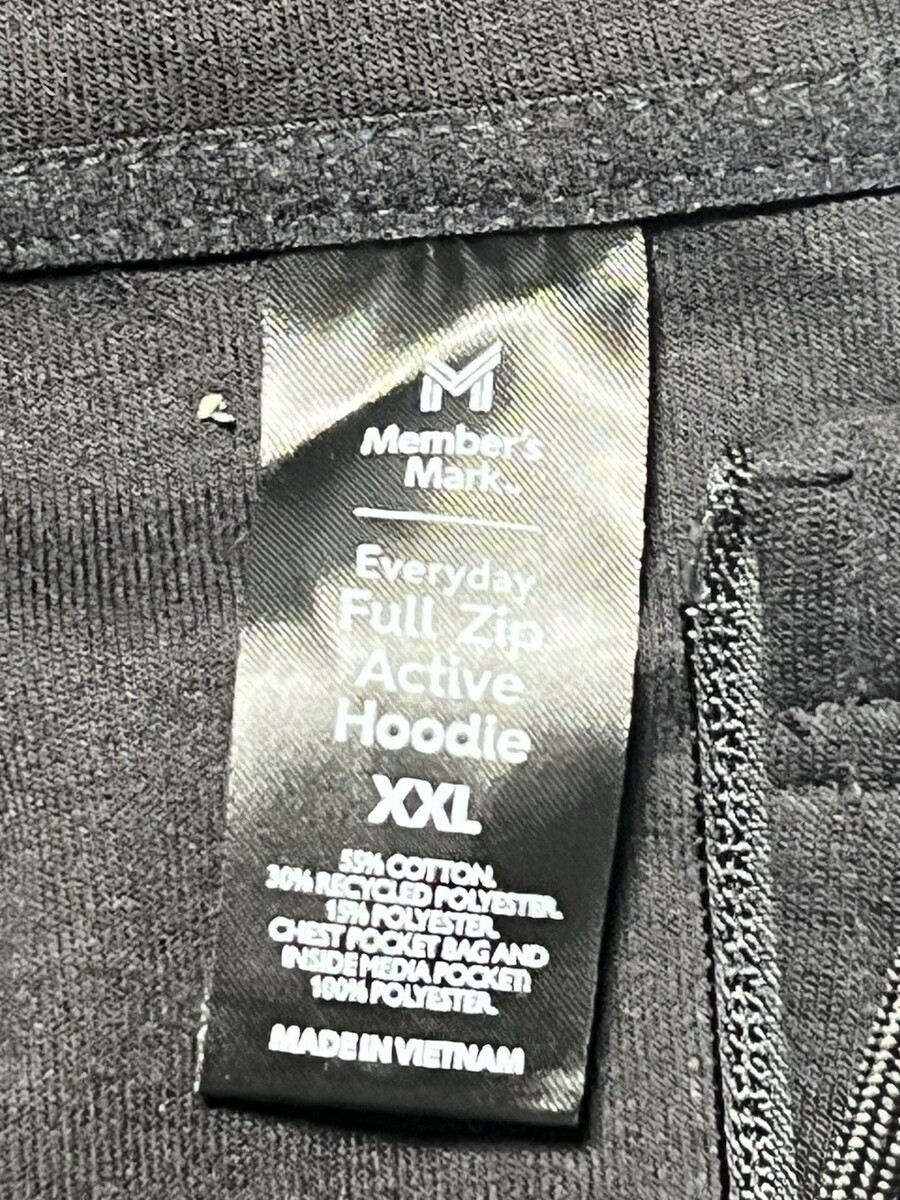 Member's
Mark™
Everyday
Full Zip
Active
Hoodie
XXL
55% COTTON.
30% RECYCLED POLYESTER.
15% POLYESTER.
CHEST POCKET BAG AND
INSIDE MEDIA POCKET:
100% POLYESTER.
MADE IN VIETNAM